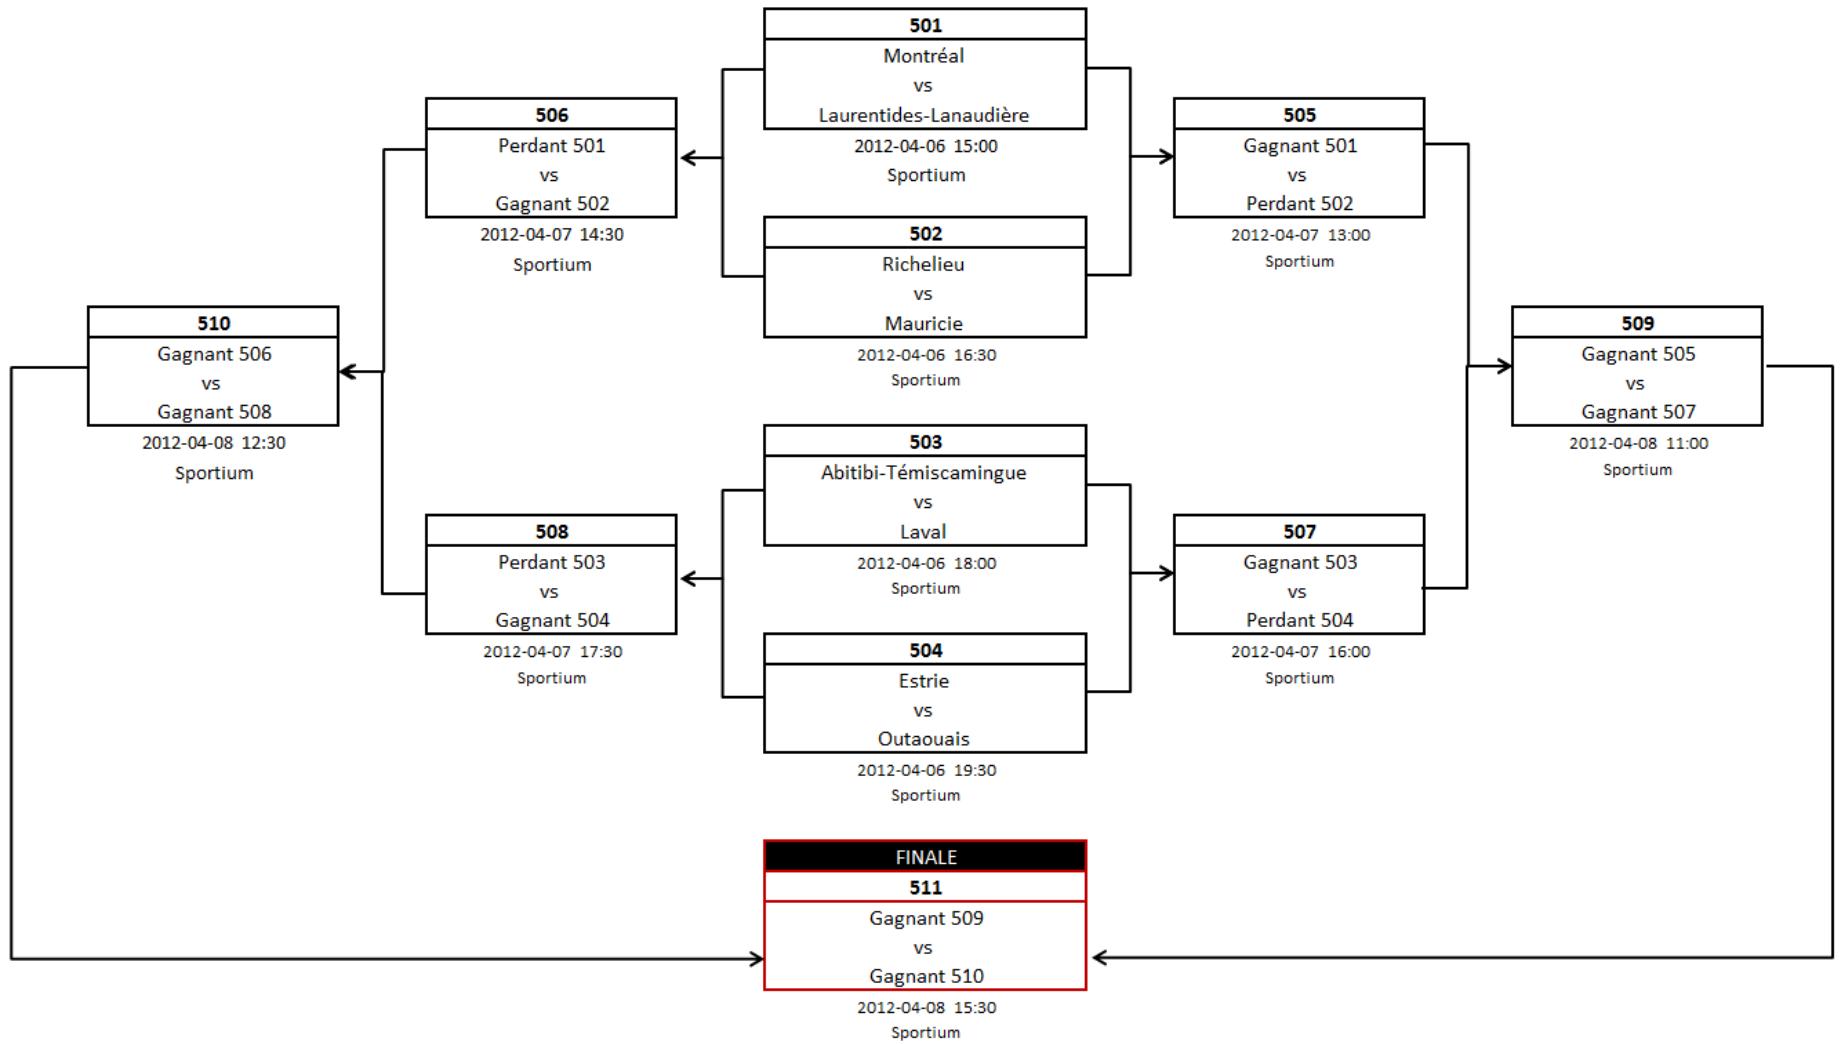 501
Montréal
vs
Laurentides-Lanaudière
2012-04-06 15:00
Sportium
506
Perdant 501
vs
Gagnant 502
2012-04-07 14:30
Sportium
505
Gagnant 501
vs
Perdant 502
2012-04-07 13:00
Sportium
502
Richelieu
vs
Mauricie
2012-04-06 16:30
Sportium
510
Gagnant 506
vs
Gagnant 508
2012-04-08 12:30
Sportium
509
Gagnant 505
vs
Gagnant 507
2012-04-08 11:00
Sportium
503
Abitibi-Témiscamingue
vs
Laval
2012-04-06 18:00
Sportium
508
Perdant 503
vs
Gagnant 504
2012-04-07 17:30
Sportium
507
Gagnant 503
vs
Perdant 504
2012-04-07 16:00
Sportium
504
Estrie
vs
Outaouais
2012-04-06 19:30
Sportium
FINALE
511
Gagnant 509
vs
Gagnant 510
2012-04-08 15:30
Sportium